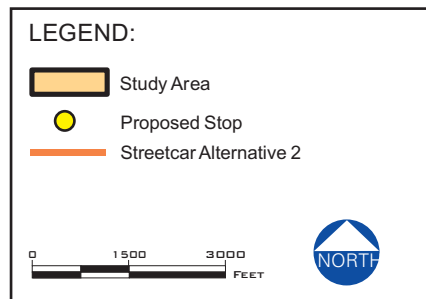 LEGEND:
Study Area
Proposed Stop
Streetcar Alternative 2
0 1500 3000
FEET
NORTH